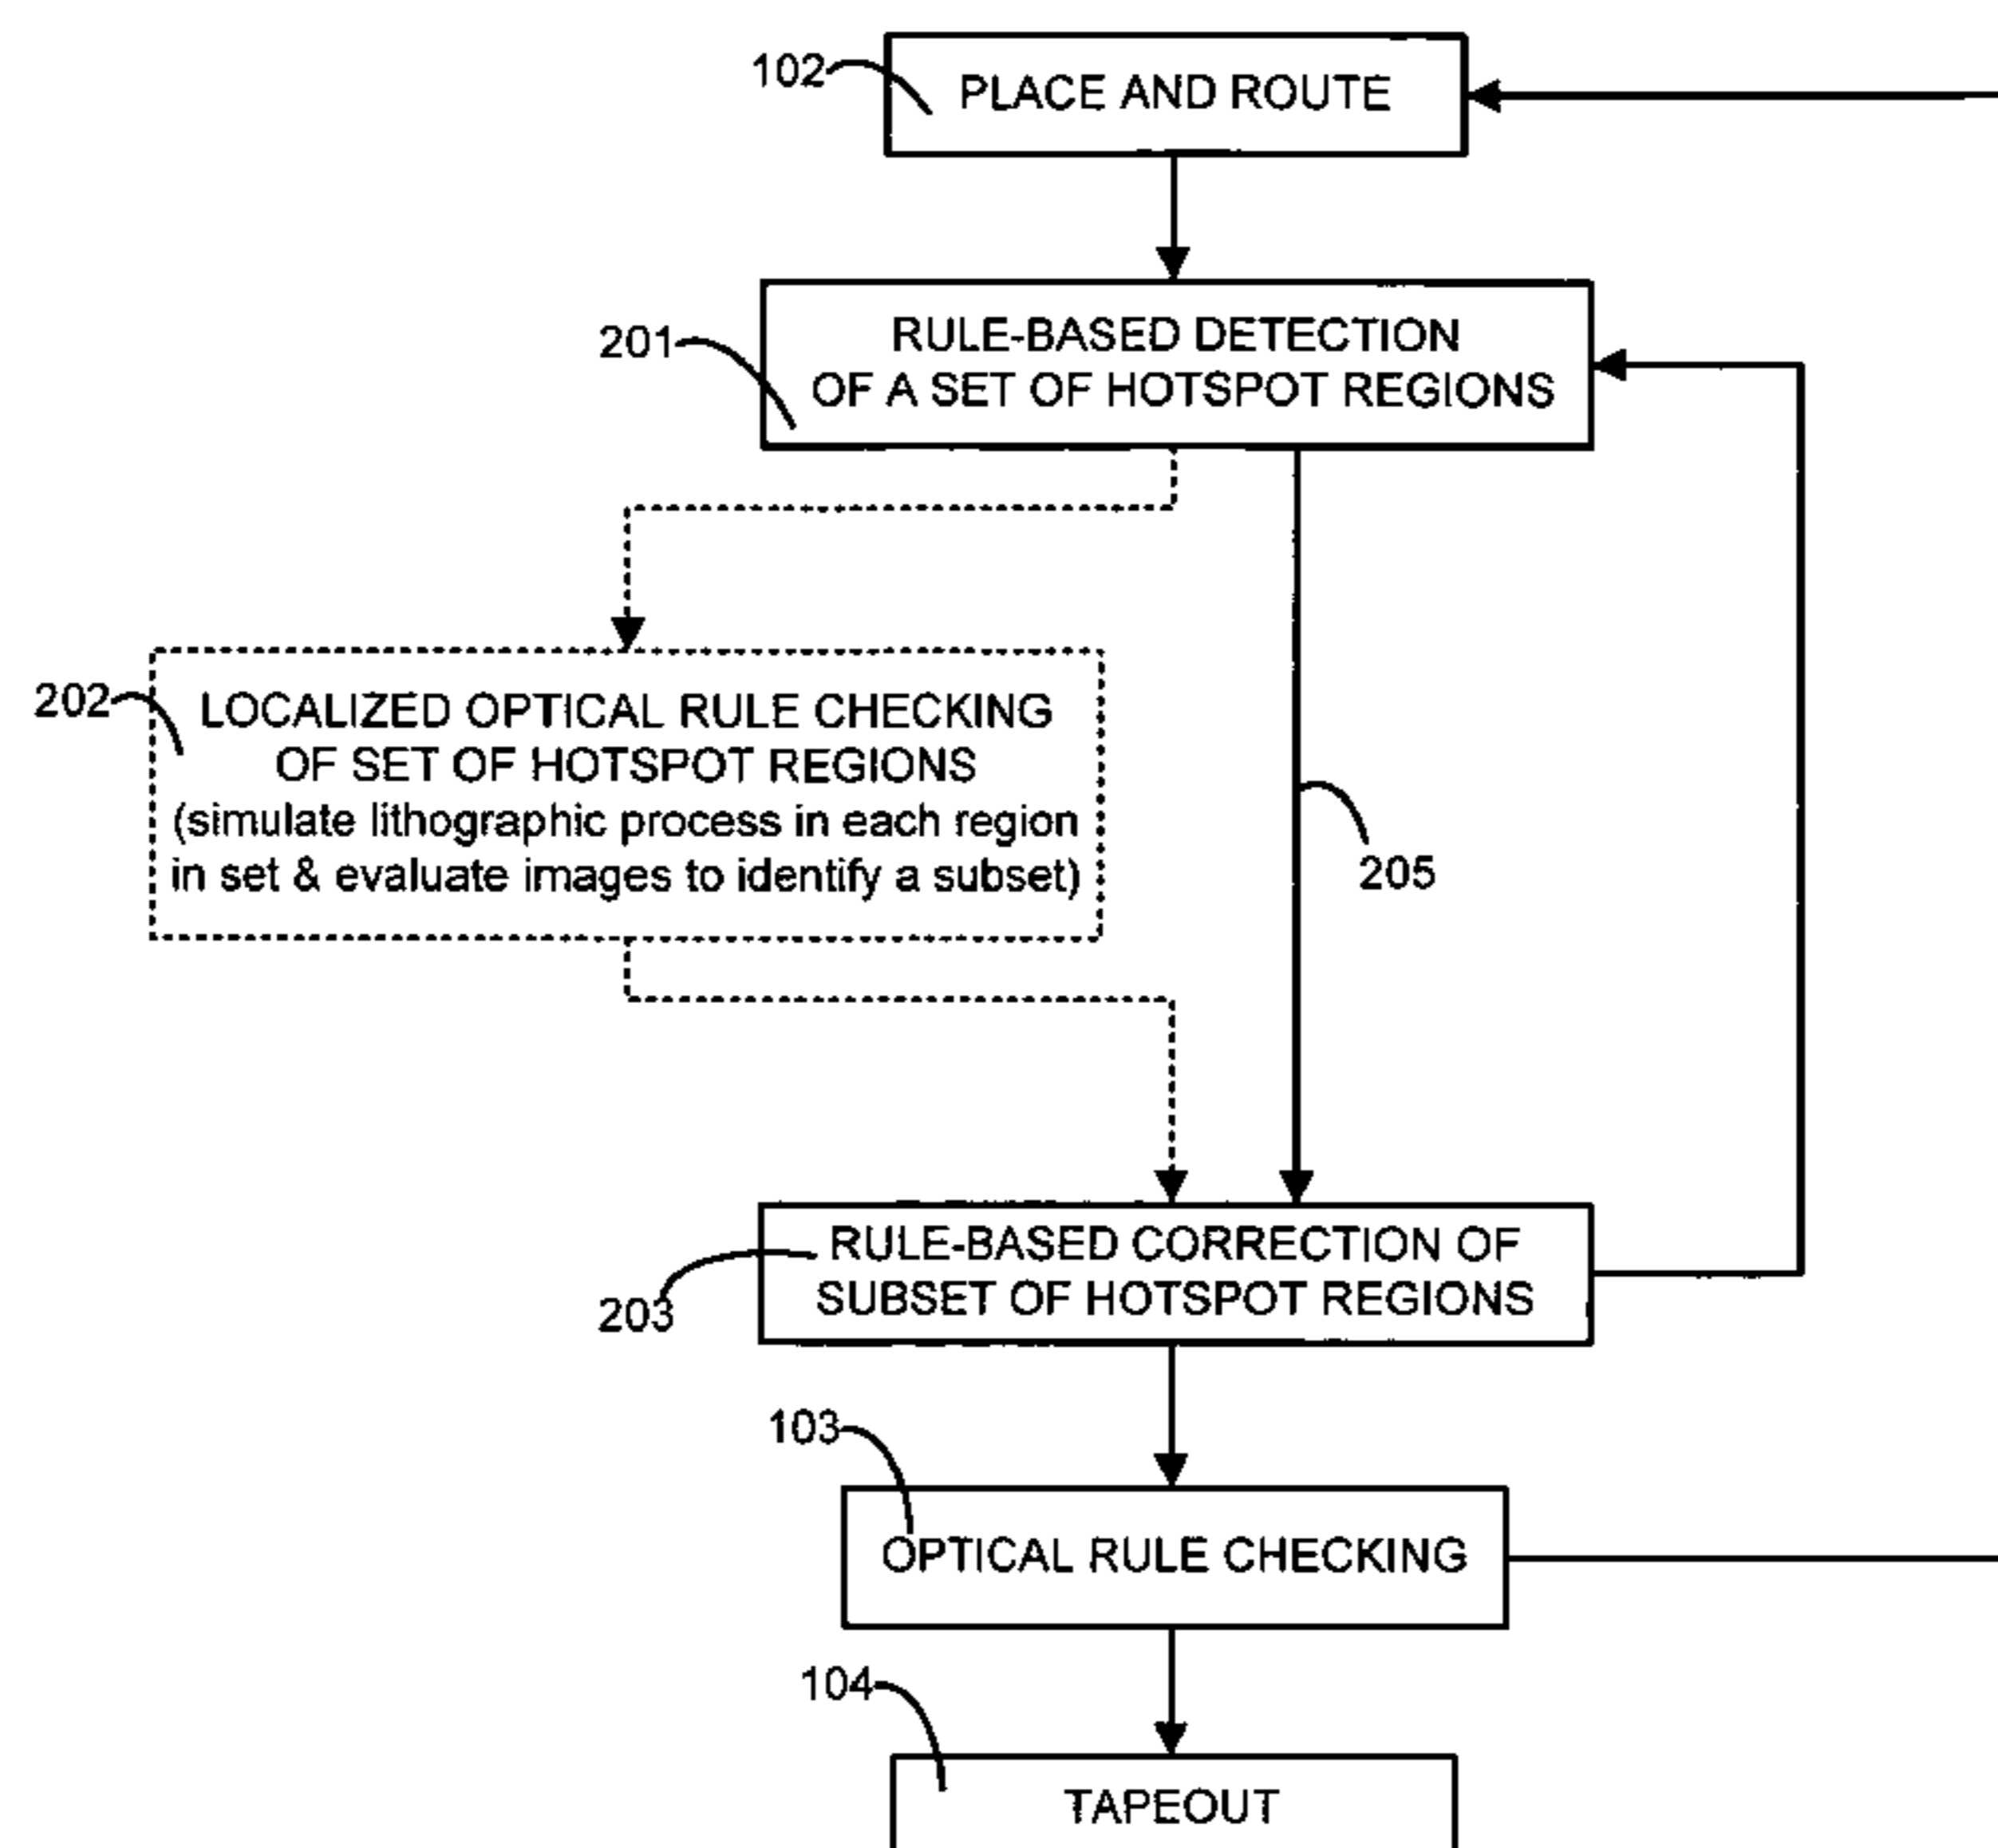 102
PLACE AND ROUTE
201
RULE-BASED DETECTION
OF A SET OF HOTSPOT REGIONS
202
LOCALIZED OPTICAL RULE CHECKING
OF SET OF HOTSPOT REGIONS
(simulate lithographic process in each region
in set & evaluate images to identify a subset)
205
RULE-BASED CORRECTION OF
SUBSET OF HOTSPOT REGIONS
203
103
OPTICAL RULE CHECKING
104
TAPEOUT